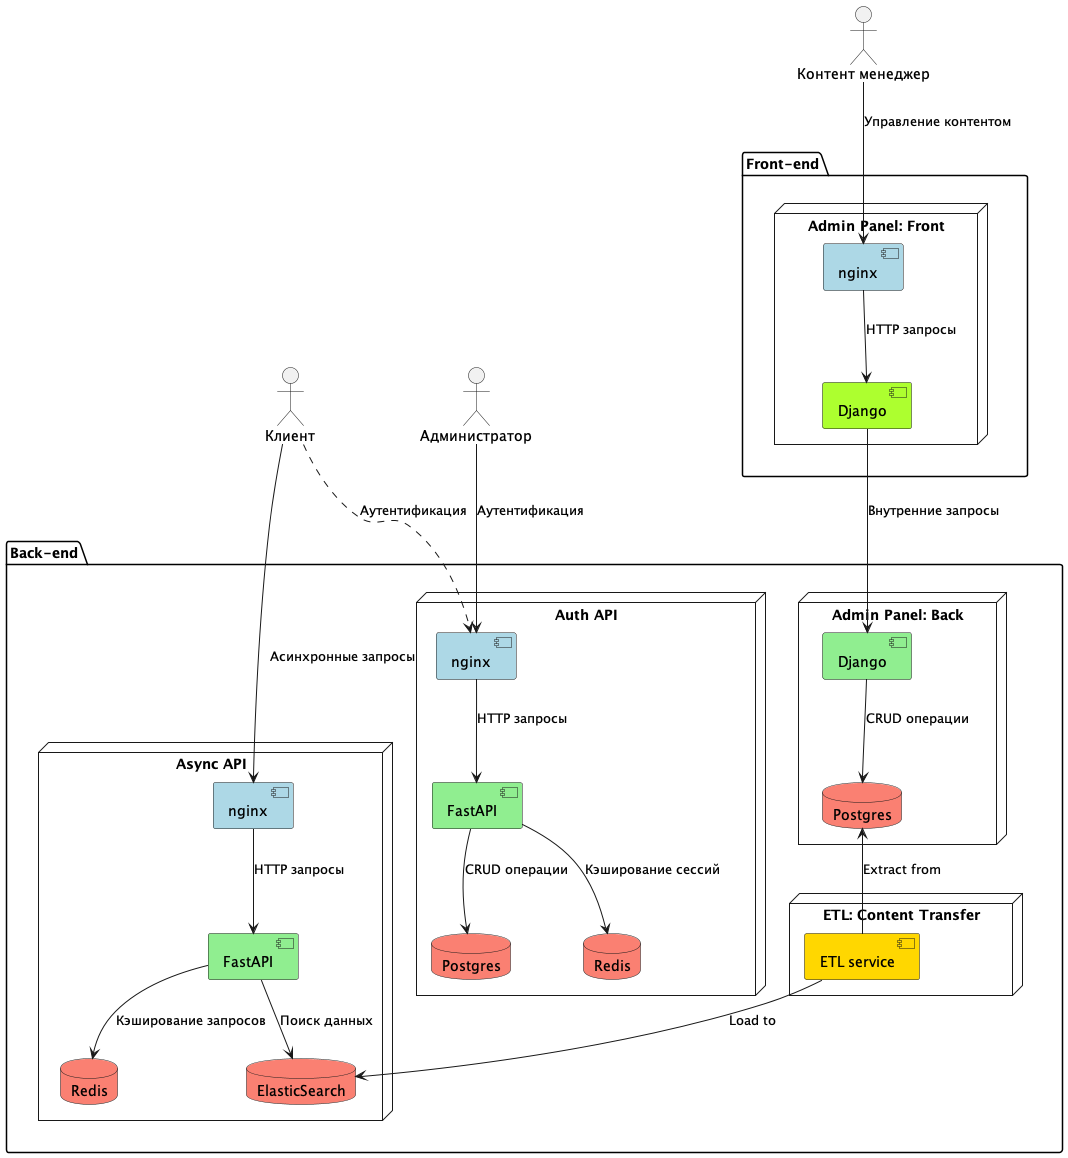 Контент менеджер
Управление контентом
Front-end
Admin Panel: Front
nginx
HTTP запросы
Django
Клиент
Администратор
Аутентификация
Аутентификация
Внутренние запросы
Back-end
Auth API
Admin Panel: Back
nginx
Django
Асинхронные запросы
HTTP запросы
CRUD операции
Async API
nginx
FastAPI
Postgres
HTTP запросы
CRUD операции
Кэширование сессий
Extract from
ETL: Content Transfer
FastAPI
Postgres
Redis
ETL service
Кэширование запросов
Поиск данных
Load to
Redis
ElasticSearch